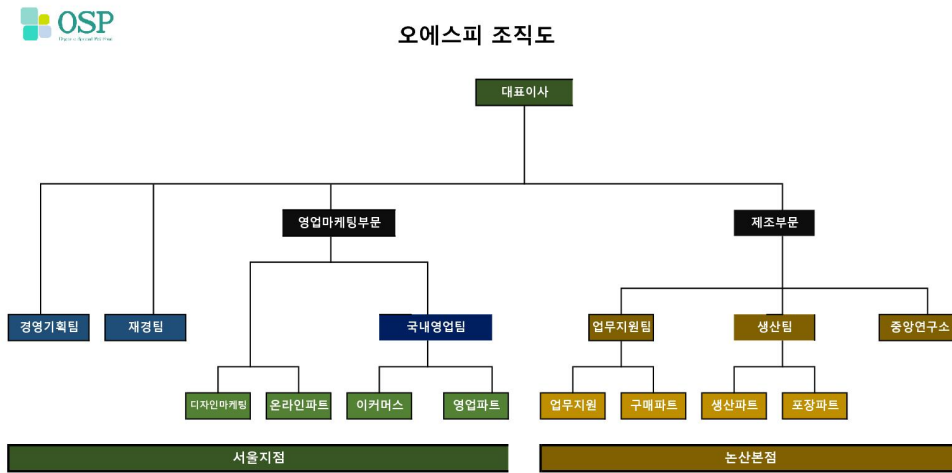 OSP
오에스피 조직도
대표이사
영업마케팅부문
제조부문
경영기획팀
재경팀
국내영업팀
업무지원팀
생산팀
중앙연구소
디자인마케팅
온라인파트
이커머스
영업파트
업무지원
구매파트
생산파트
포장파트
서울지점
논산본점